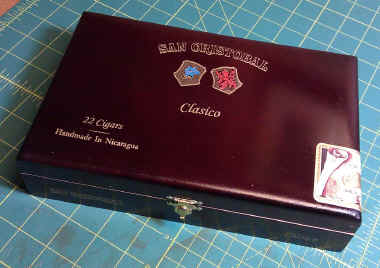 SAN CRISTOBAL
Clasico
22 Cigars
Handmade In Nicaragua